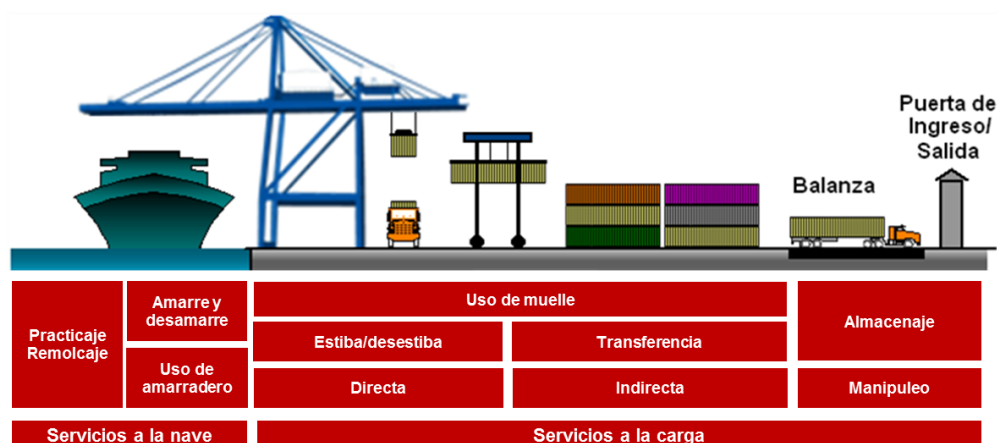 Puerta de
Ingreso/
Salida
Balanza
Practicaje
Remolcaje
Amarre y
desamarre
Uso de
amarradero
Uso de muelle
Estiba/desestiba
Transferencia
Directa
Indirecta
Almacenaje
Manipuleo
Servicios a la nave
Servicios a la carga